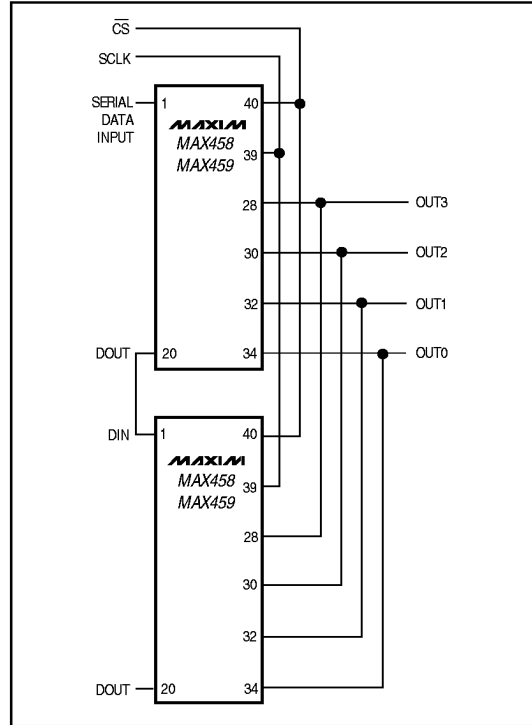 CS
SCLK
SERIAL DATA INPUT
1
40
MAXIM
MAX458
MAX459
39
28
OUT3
30
OUT2
32
OUT1
DOUT
20
34
OUT0
DIN
1
40
MAXIM
MAX458
MAX459
39
28
30
32
DOUT
20
34